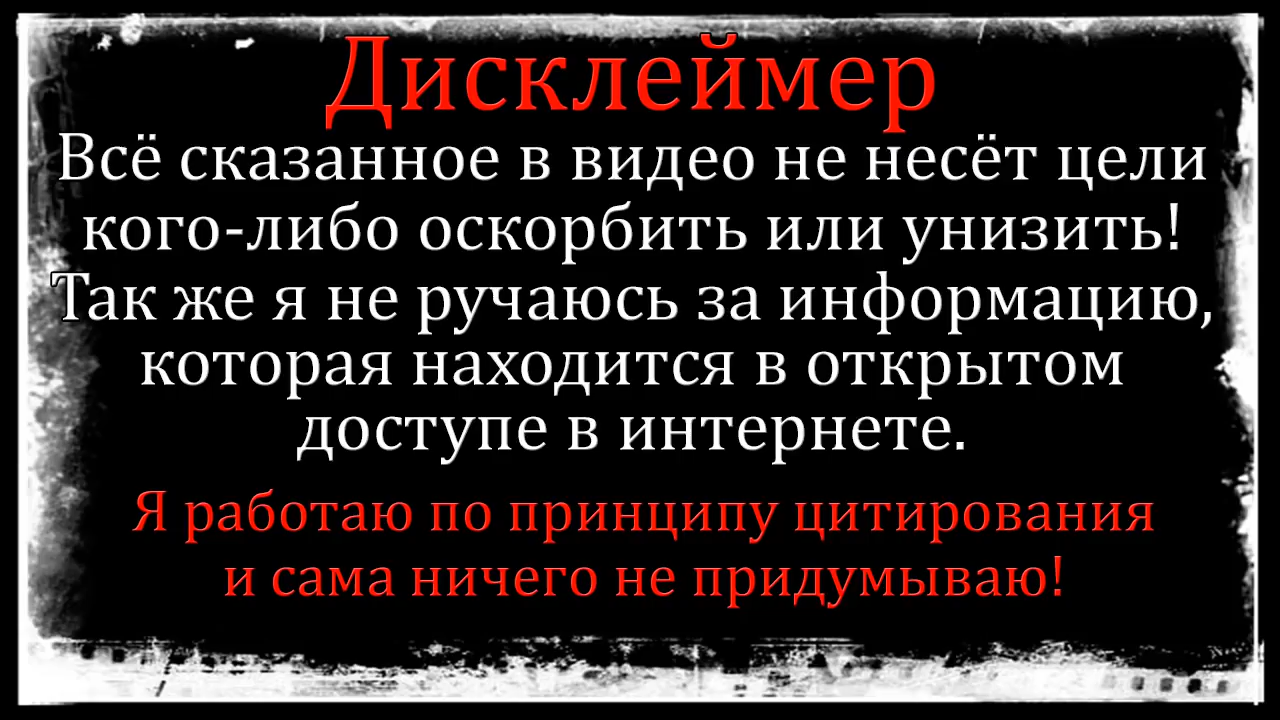 Дисклеймер
Всё сказанное в видео не несёт цели
кого-либо оскорбить или унизить!
Так же я не ручаюсь за информацию,
которая находится в открытом
доступе в интернете.
Я работаю по принципу цитирования
и сама ничего не придумываю!